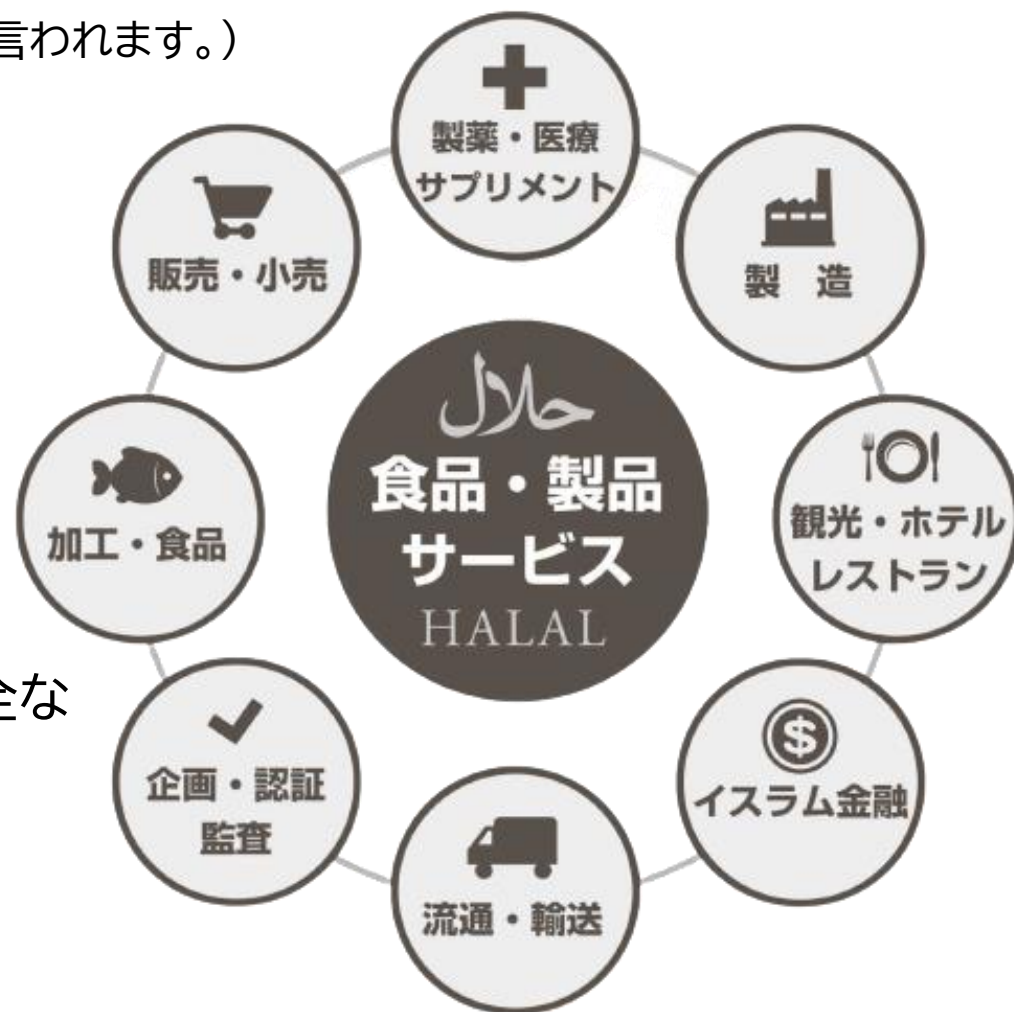 言われます。)
製薬・医療
サプリメント
製 造
観光・ホテル
レストラン
イスラム金融
流通・輸送
企画・認証
監査
加工・食品
販売・小売
حلال
食品・製品
サービス
HALAL
全な